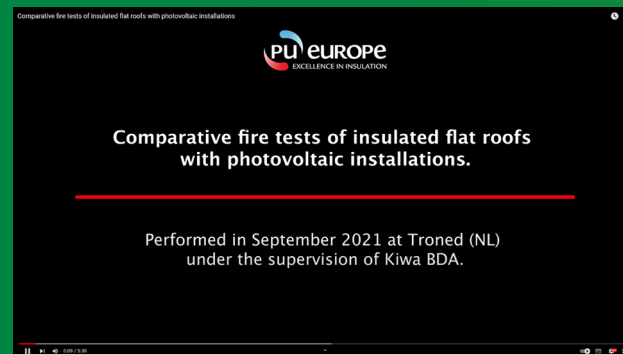 Comparative fire tests of insulated flat roofs with photovoltaic installations
PU EUROPE
EXCELLENCE IN INSULATION
Comparative fire tests of insulated flat roofs
with photovoltaic installations.
Performed in September 2021 at Troned (NL)
under the supervision of Kiwa BDA.
0:09 / 5:30